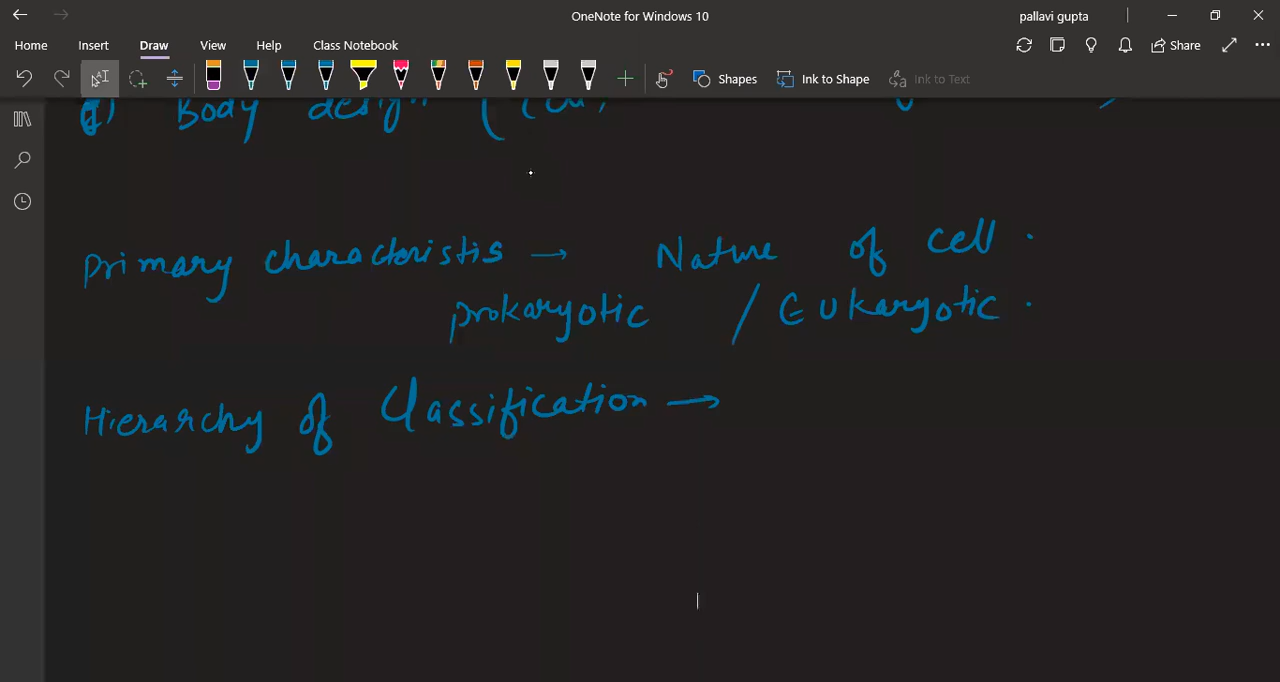 OneNote for Windows 10
pallavi gupta
Home Insert Draw View Help Class Notebook
Share
Shapes Ink to Shape Ink to Text
Body design
primary characteristis → Nature of cell .
prokaryotic / Eukaryotic .
Hierarchy of Classification →